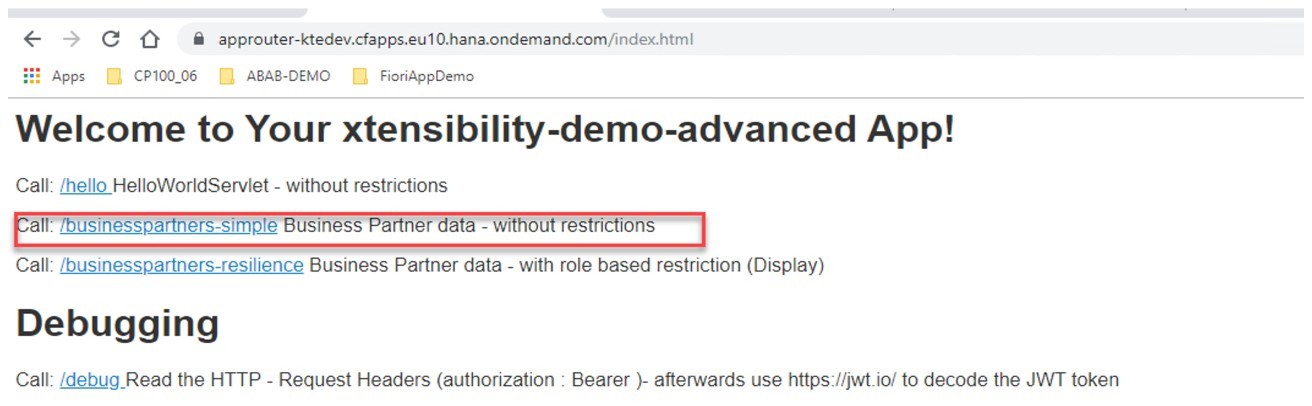 approuter-ktedev.cfapps.eu10.hana.ondemand.com/index.html
Apps CP100_06 ABAB-DEMO FioriAppDemo
Welcome to Your xtensibility-demo-advanced App!
Call: /hello HelloWorldServlet - without restrictions
Call: /businesspartners-simple Business Partner data - without restrictions
Call: /businesspartners-resilience Business Partner data - with role based restriction (Display)
Debugging
Call: /debug Read the HTTP - Request Headers (authorization : Bearer )- afterwards use https://jwt.io/ to decode the JWT token